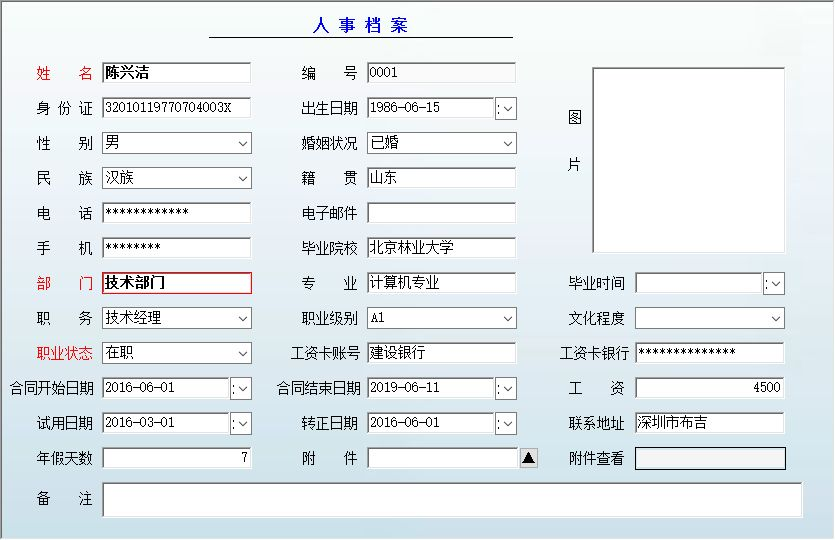 人事档案
姓名 陈兴洁 编号 0001
身份证 32010119770704003X 出生日期 1986-06-15 图
性别 男 婚姻状况 已婚
片
民族 汉族 籍贯 山东
电话 ************ 电子邮件
手机 ******** 毕业院校 北京林业大学
部门 技术部门 专业 计算机专业 毕业时间
职务 技术经理 职业级别 A1 文化程度
职业状态 在职 工资卡账号 建设银行 工资卡银行 **************
合同开始日期 2016-06-01 合同结束日期 2019-06-11 工资 4500
试用日期 2016-03-01 转正日期 2016-06-01 联系地址 深圳市布吉
年假天数 7 附件 附件查看
备注